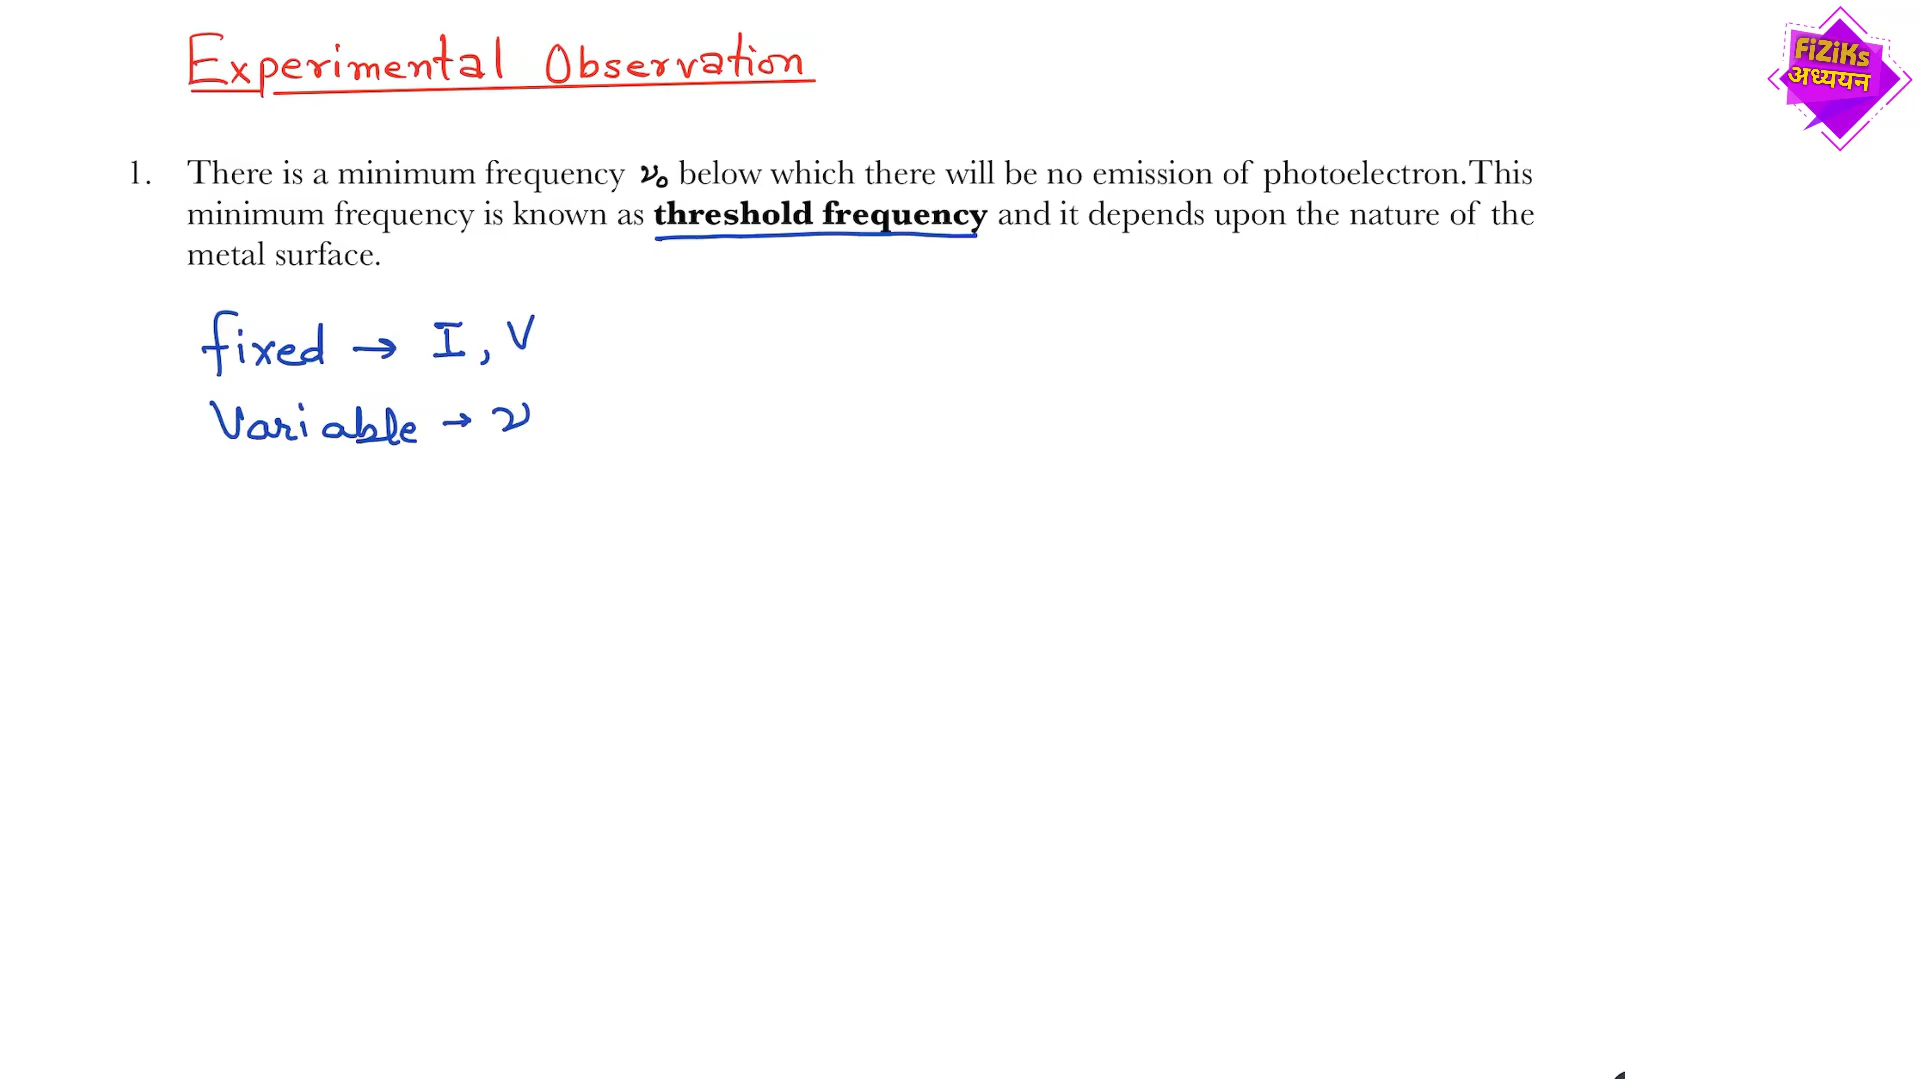 Experimental Observation
FiZiKs
अध्ययन
1. There is a minimum frequency ν₀ below which there will be no emission of photoelectron.This
minimum frequency is known as threshold frequency and it depends upon the nature of the
metal surface.
fixed → I, V
Variable → ν